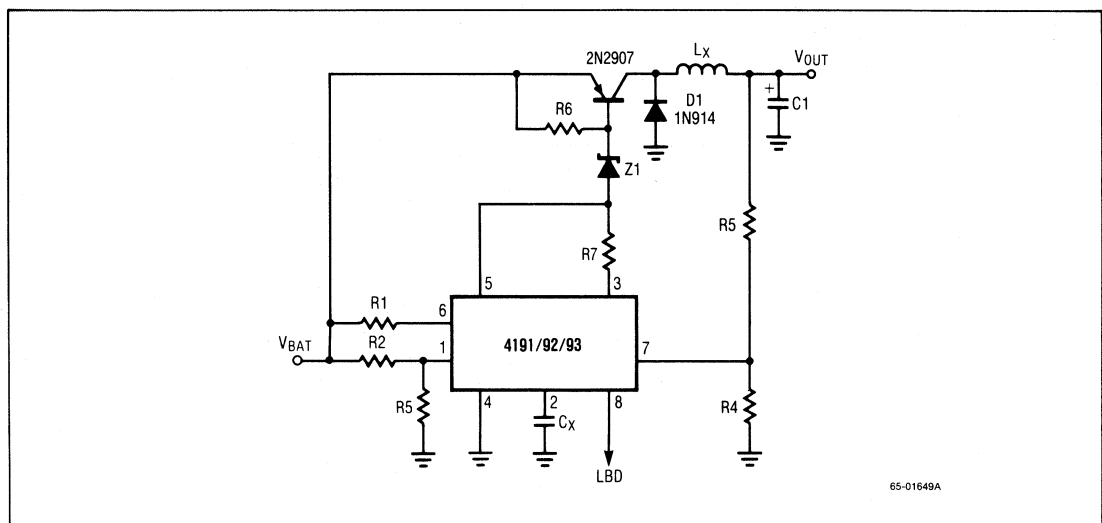 2N2907
LX
VOUT
+
C1
D1
1N914
R6
Z1
R5
R7
5
3
R1
6
VBAT
R2
1
4191/92/93
7
R5
4
2
8
R4
CX
LBD
65-01649A